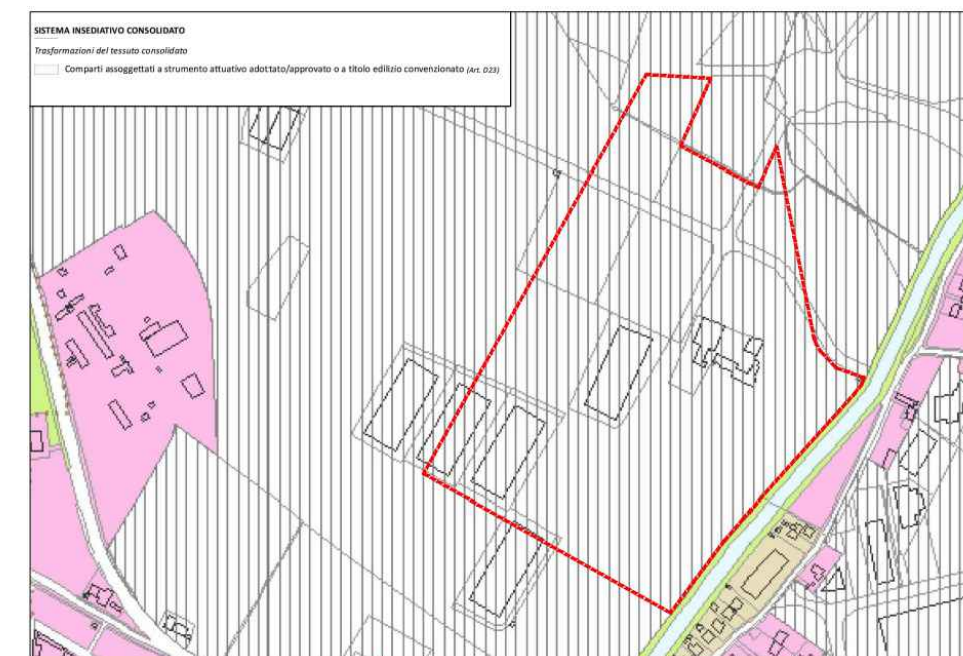 SISTEMA INSEDIATIVO CONSOLIDATO
Trasformazioni del tessuto consolidato
Comparti assoggettati a strumento attuativo adottato/approvato o a titolo edilizio convenzionato (Art. D23)